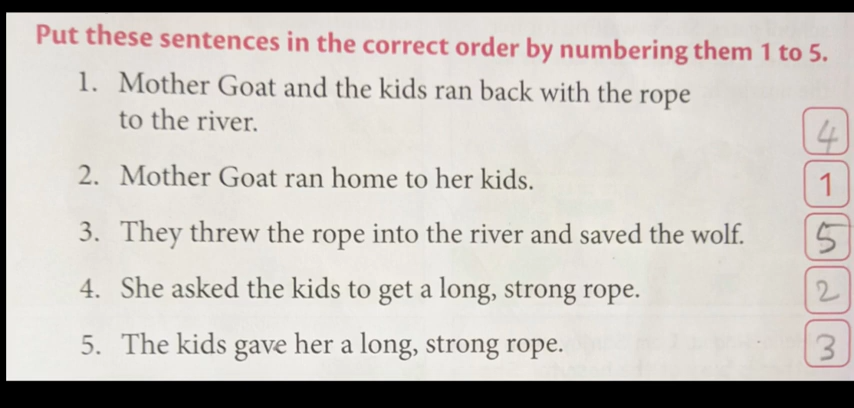 Put these sentences in the correct order by numbering them 1 to 5.
1. Mother Goat and the kids ran back with the rope
to the river.
4
2. Mother Goat ran home to her kids.
1
3. They threw the rope into the river and saved the wolf.
5
4. She asked the kids to get a long, strong rope.
2
5. The kids gave her a long, strong rope.
3